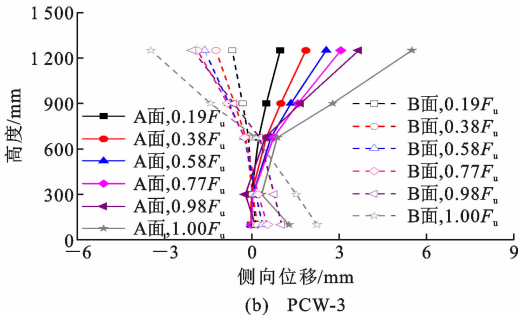 1 500
1 200
900
600
300
0
高度/mm
A面,0.19Fu
A面,0.38Fu
A面,0.58Fu
A面,0.77Fu
A面,0.98Fu
A面,1.00Fu
B面,0.19Fu
B面,0.38Fu
B面,0.58Fu
B面,0.77Fu
B面,0.98Fu
B面,1.00Fu
−6 −3 0 3 6 9
侧向位移/mm
(b) PCW-3